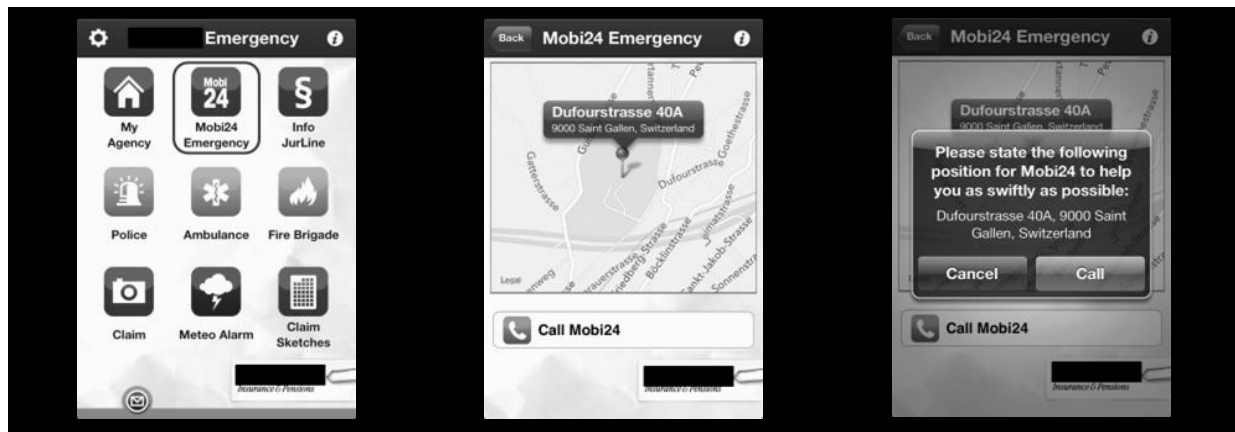 Emergency
My
Agency
Mobi
24
Mobi24
Emergency
§
Info
JurLine
Police
Ambulance
Fire Brigade
Claim
Meteo Alarm
Claim
Sketches
Insurance & Pensions
Back
Mobi24 Emergency
Dufourstrasse 40A
9000 Saint Gallen, Switzerland
Gatterstrasse
Goethestrasse
Dufourstrasse
Böcklinstrasse
Sankt-Jakob-Strasse
Sonnenstr
Legal
Call Mobi24
Insurance & Pensions
Back
Mobi24 Emergency
Dufourstrasse 40A
9000 Saint Gallen, Switzerland
Please state the following
position for Mobi24 to help
you as swiftly as possible:
Dufourstrasse 40A, 9000 Saint
Gallen, Switzerland
Cancel
Call
Call Mobi24
Insurance & Pensions